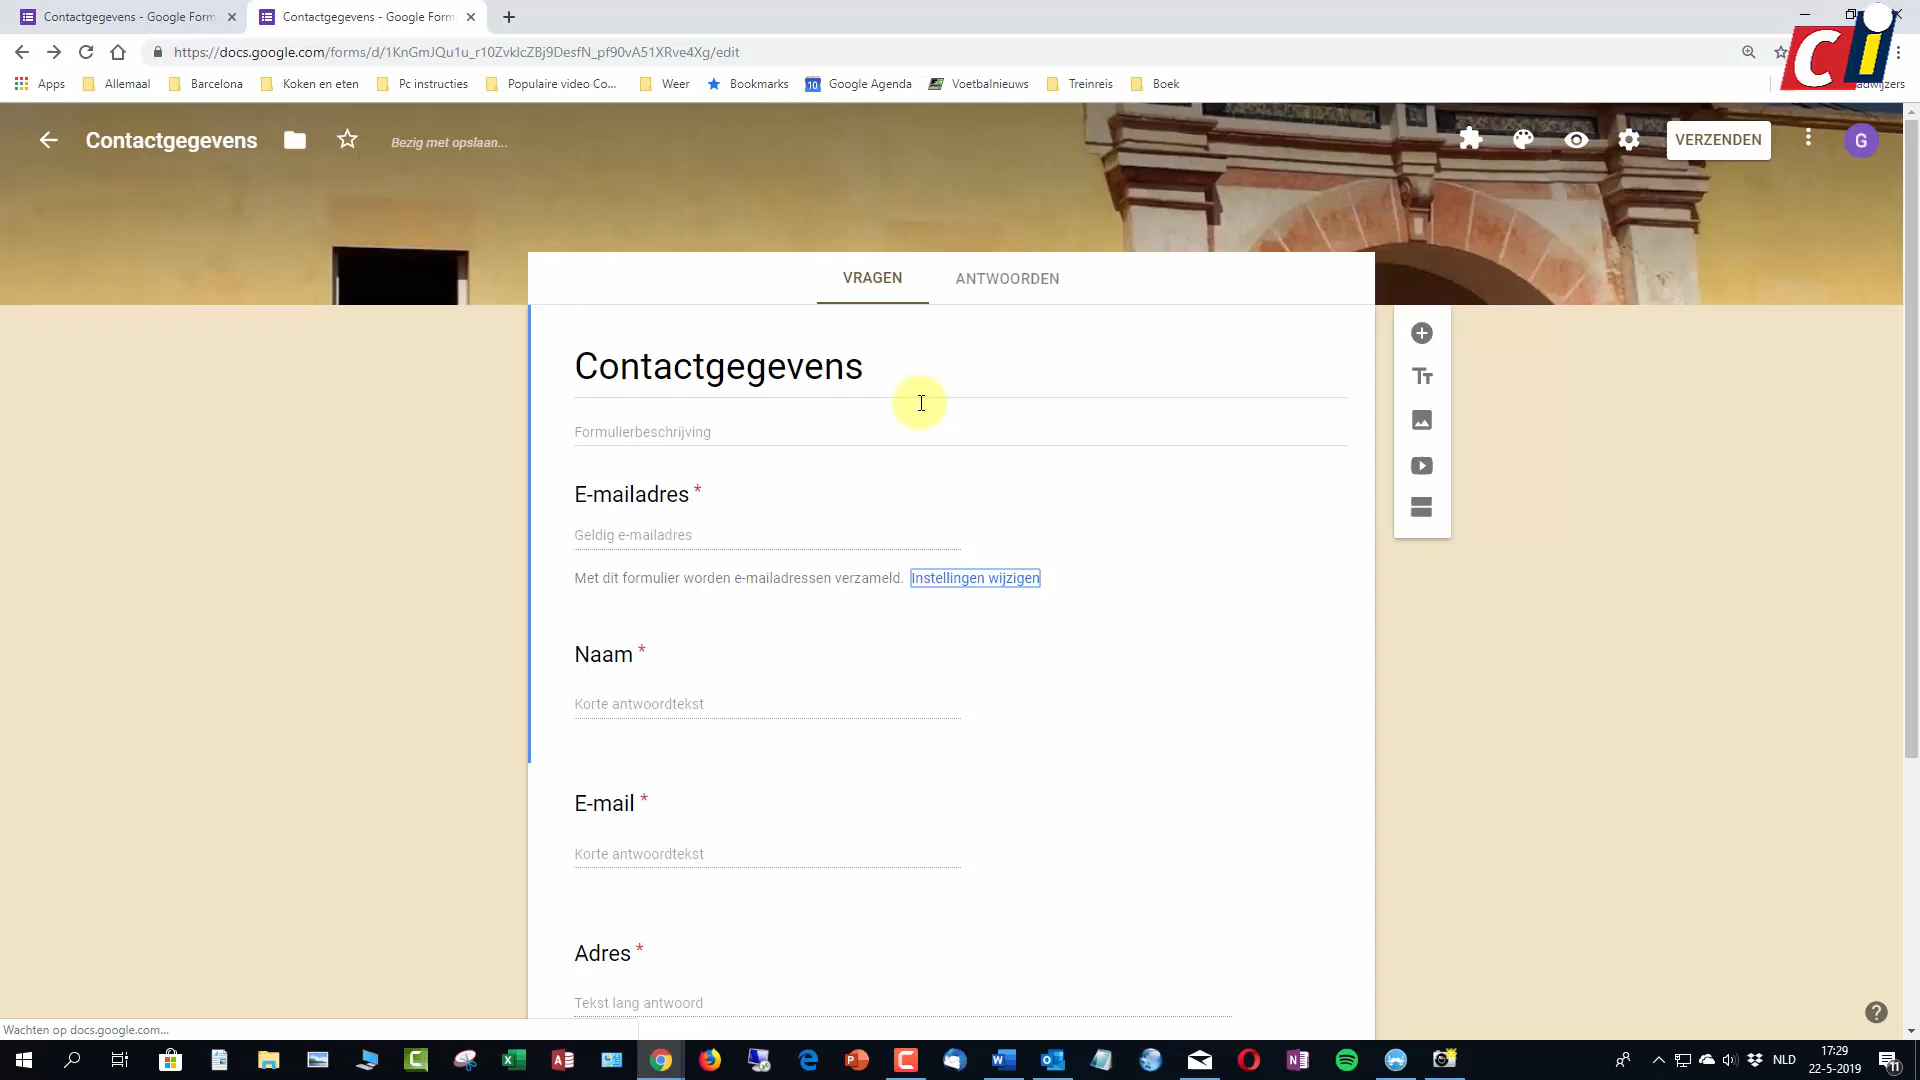 Contactgegevens - Google Form
Contactgegevens - Google Form
https://docs.google.com/forms/d/1KnGmJQu1u_r10ZvklcZBj9DesfN_pf90vA51XRve4Xg/edit
Apps Allemaal Barcelona Koken en eten Pc instructies Populaire video Co... Weer Bookmarks 10 Google Agenda Voetbalnieuws Treinreis Boek
Ci
Contactgegevens Bezig met opslaan... VERZENDEN G
VRAGEN ANTWOORDEN
Contactgegevens
Formulierbeschrijving
E-mailadres *
Geldig e-mailadres
Met dit formulier worden e-mailadressen verzameld. Instellingen wijzigen
Naam *
Korte antwoordtekst
E-mail *
Korte antwoordtekst
Adres *
Tekst lang antwoord
Wachten op docs.google.com...
NLD 17:29
22-5-2019
11